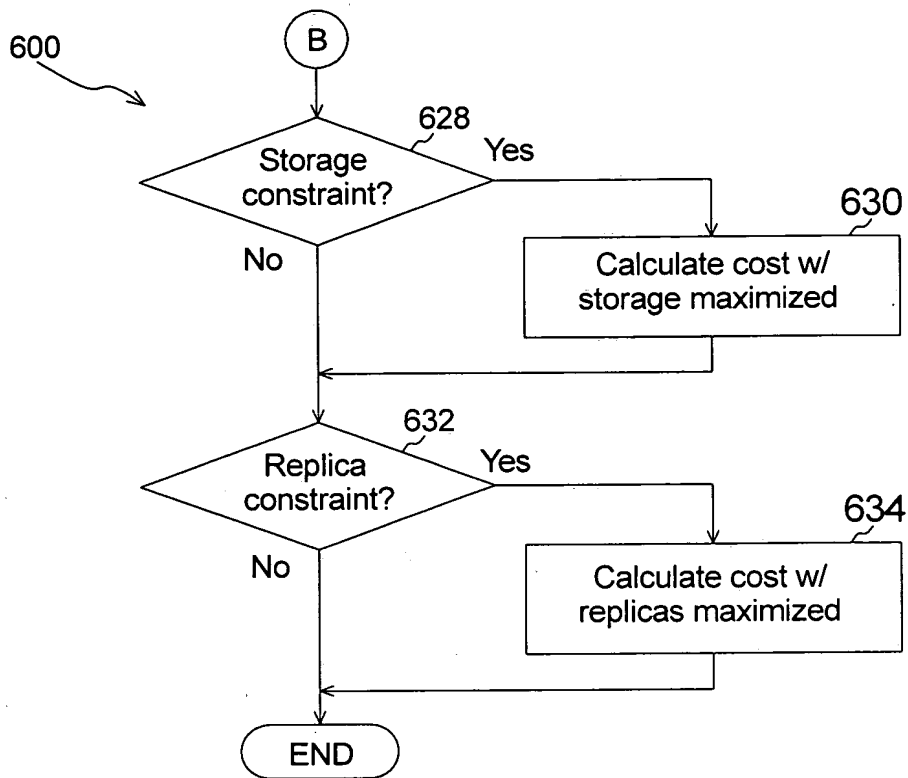 B
600
628
Storage
constraint?
Yes
No
630
Calculate cost w/
storage maximized
632
Replica
constraint?
Yes
No
634
Calculate cost w/
replicas maximized
END